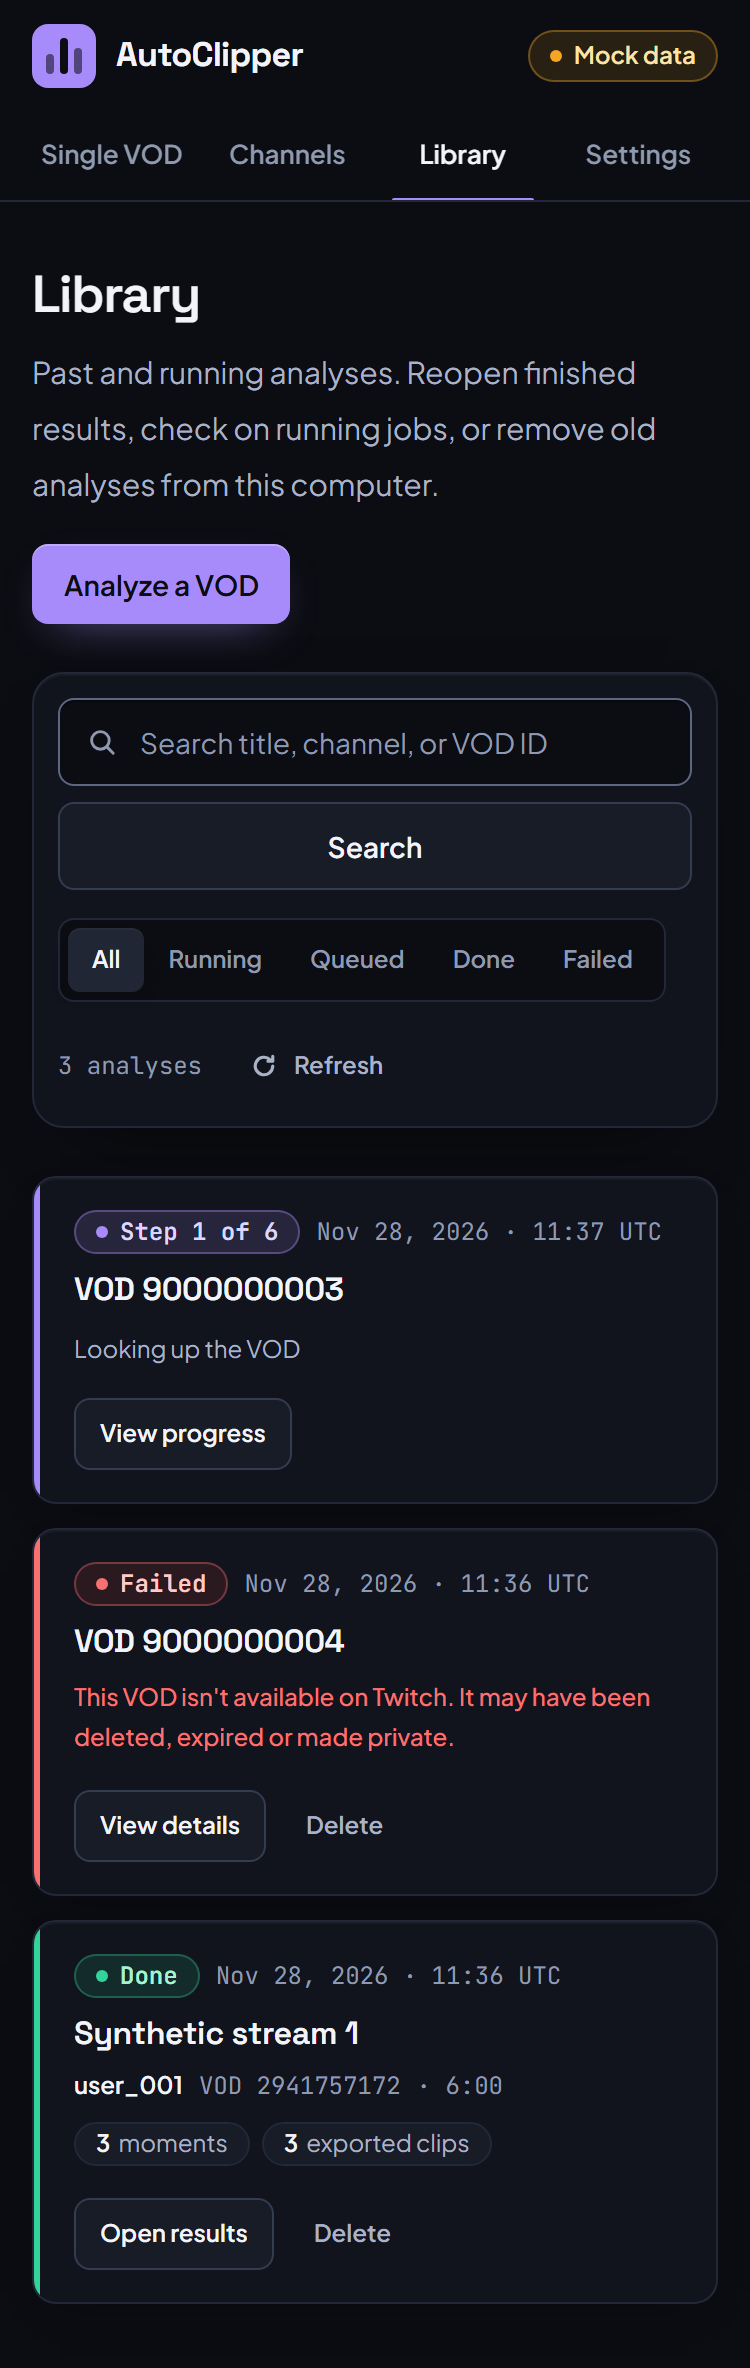 AutoClipper
Mock data
Single VOD
Channels
Library
Settings
Library
Past and running analyses. Reopen finished
results, check on running jobs, or remove old
analyses from this computer.
Analyze a VOD
Search title, channel, or VOD ID
Search
All
Running
Queued
Done
Failed
3 analyses
Refresh
Step 1 of 6 Nov 28, 2026 · 11:37 UTC
VOD 9000000003
Looking up the VOD
View progress
Failed Nov 28, 2026 · 11:36 UTC
VOD 9000000004
This VOD isn't available on Twitch. It may have been
deleted, expired or made private.
View details
Delete
Done Nov 28, 2026 · 11:36 UTC
Synthetic stream 1
user_001 VOD 2941757172 · 6:00
3 moments
3 exported clips
Open results
Delete